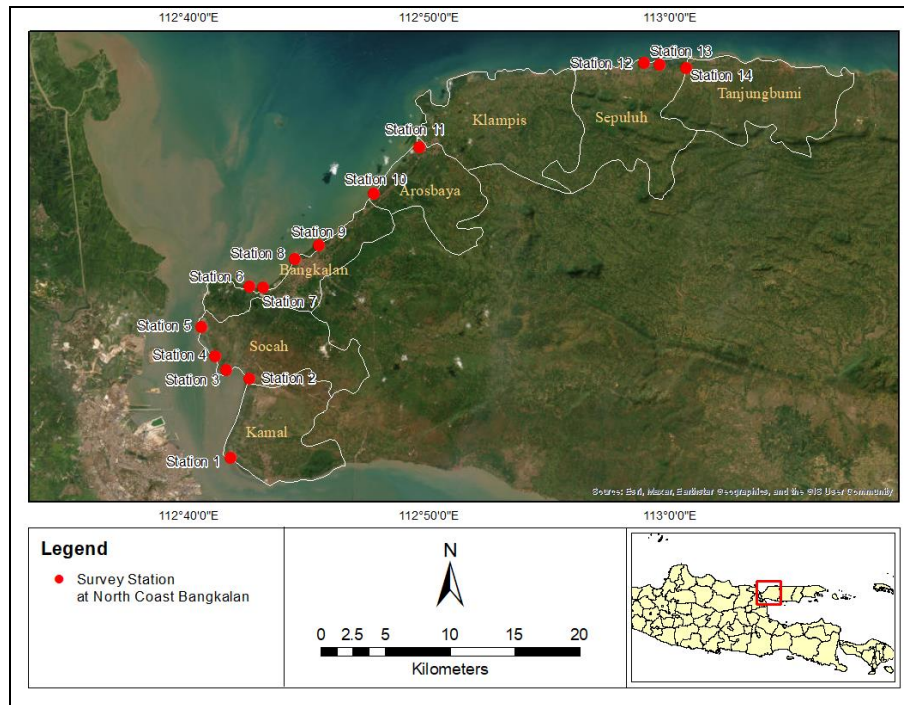 112°40'0"E
112°50'0"E
113°0'0"E
Station 12
Station 13
Station 14
Tanjungbumi
Klampis
Sepuluh
Station 11
Arosbaya
Station 10
Station 9
Station 8
Bangkalan
Station 6
Station 7
Station 5
Socah
Station 4
Station 3
Station 2
Kamal
Station 1
Source: Esri, Maxar, Earthstar Geographics, and the GIS User Community
112°40'0"E
112°50'0"E
113°0'0"E
Legend
Survey Station
at North Coast Bangkalan
N
0 2.5 5 10 15 20
Kilometers